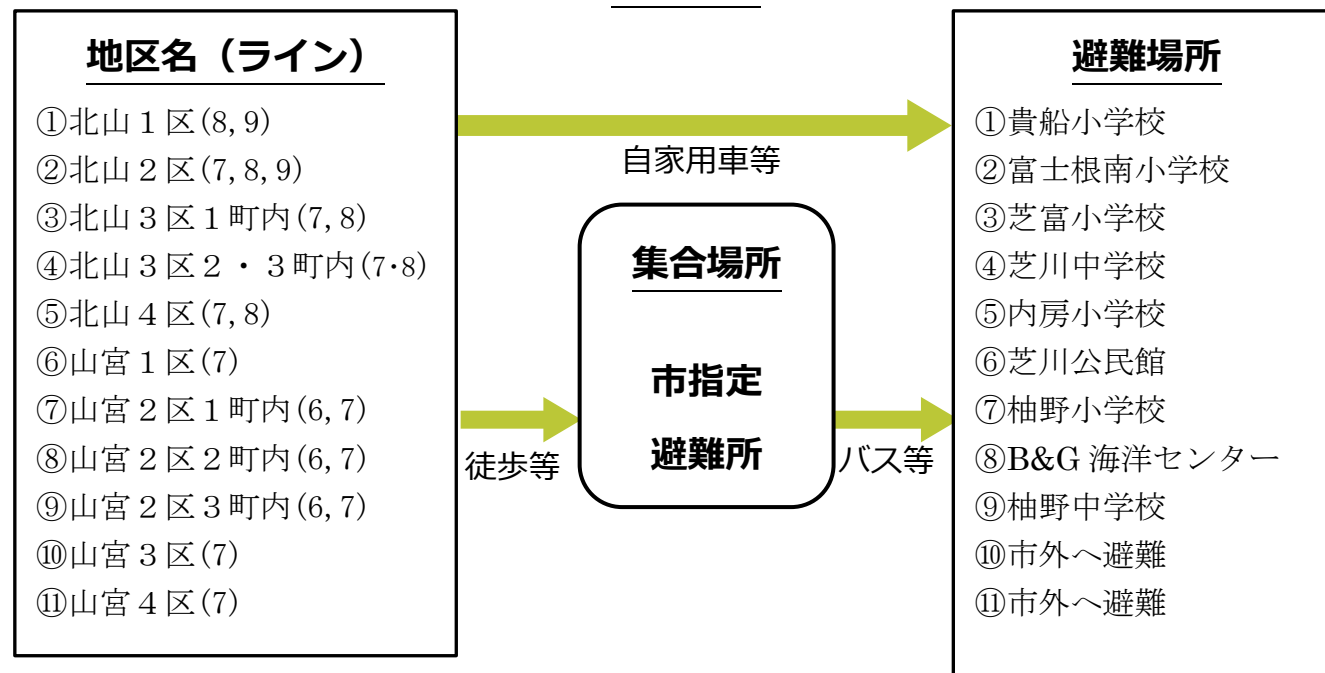 地区名（ライン）
①北山１区(8,9)
②北山２区(7,8,9)
③北山３区１町内(7,8)
④北山３区２・３町内(7･8)
⑤北山４区(7,8)
⑥山宮１区(7)
⑦山宮２区１町内(6,7)
⑧山宮２区２町内(6,7)
⑨山宮２区３町内(6,7)
⑩山宮３区(7)
⑪山宮４区(7)
自家用車等
徒歩等
集合場所
市指定
避難所
バス等
避難場所
①貴船小学校
②富士根南小学校
③芝富小学校
④芝川中学校
⑤内房小学校
⑥芝川公民館
⑦柚野小学校
⑧B&G 海洋センター
⑨柚野中学校
⑩市外へ避難
⑪市外へ避難